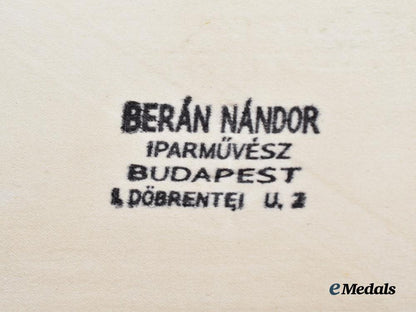 BERÁN NÁNDOR
IPARMŰVÉSZ
BUDAPEST
I. DÖBRENTEI U. 2
eMedals